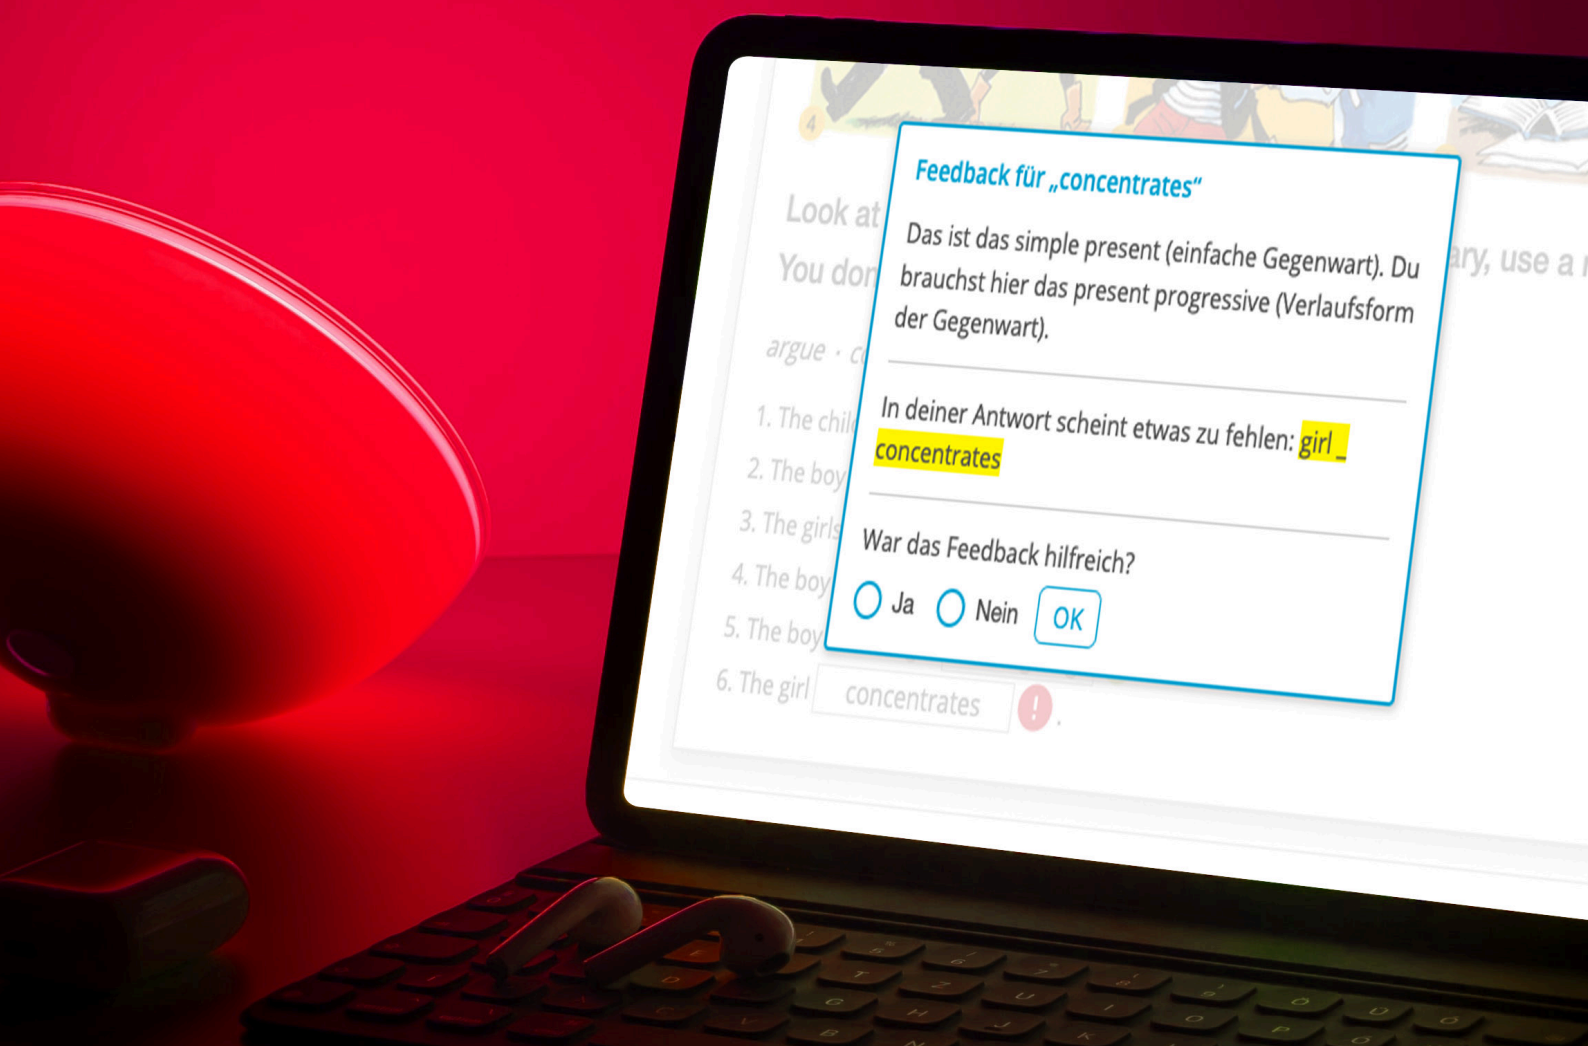 4
Feedback für „concentrates“
Das ist das simple present (einfache Gegenwart). Du
brauchst hier das present progressive (Verlaufsform
der Gegenwart).
In deiner Antwort scheint etwas zu fehlen: girl _
concentrates
War das Feedback hilfreich?
Ja Nein OK
Look at
ary, use a
You don
argue ·
1. The child
2. The boy
3. The girls
4. The boy
5. The boy
6. The girl concentrates ! .